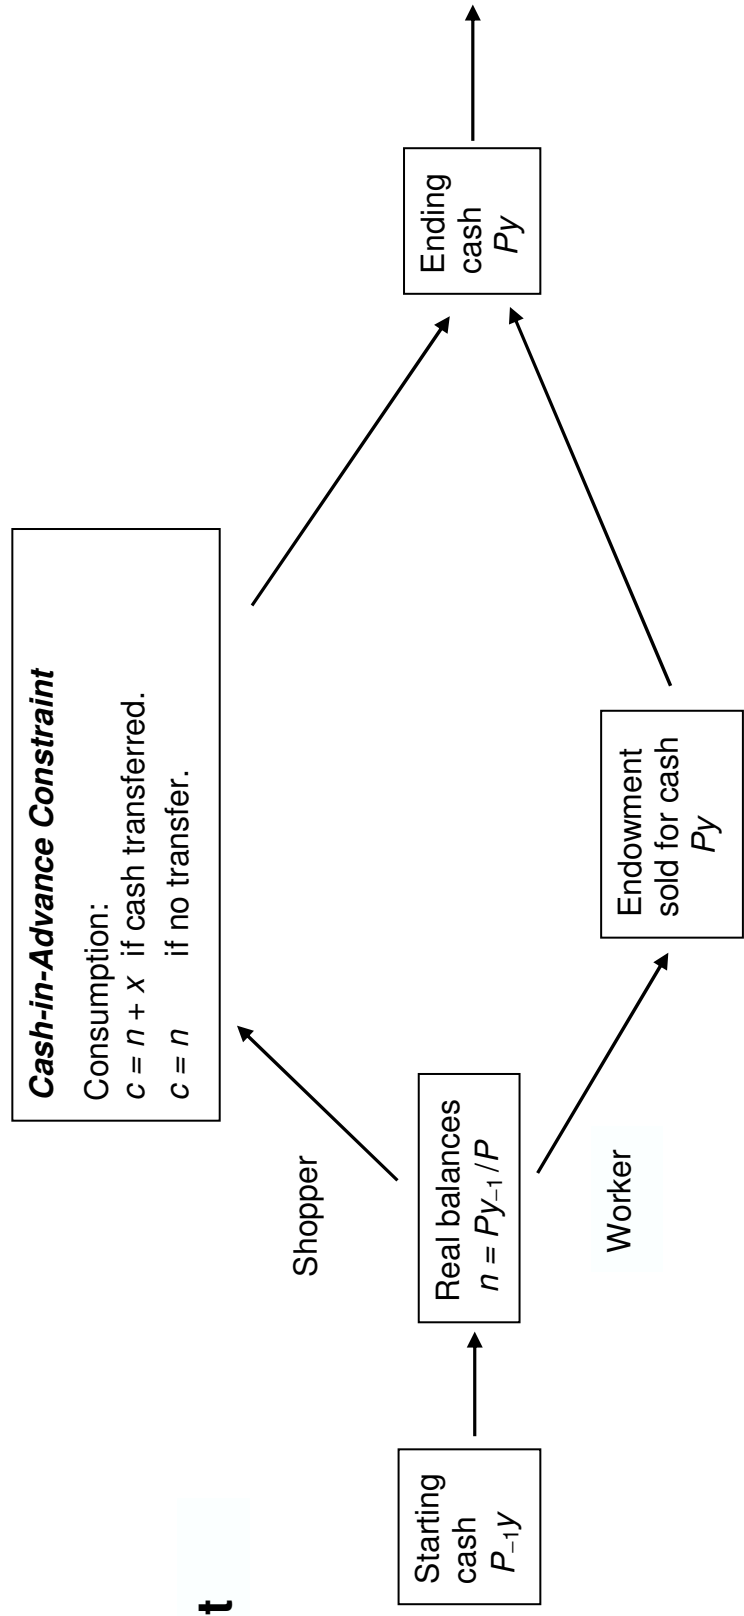 t
Starting
cash
P₋₁y
Real balances
n = Py₋₁/P
Shopper
Worker
Cash-in-Advance Constraint
Consumption:
c = n + x if cash transferred.
c = n if no transfer.
Endowment
sold for cash
Py
Ending
cash
Py